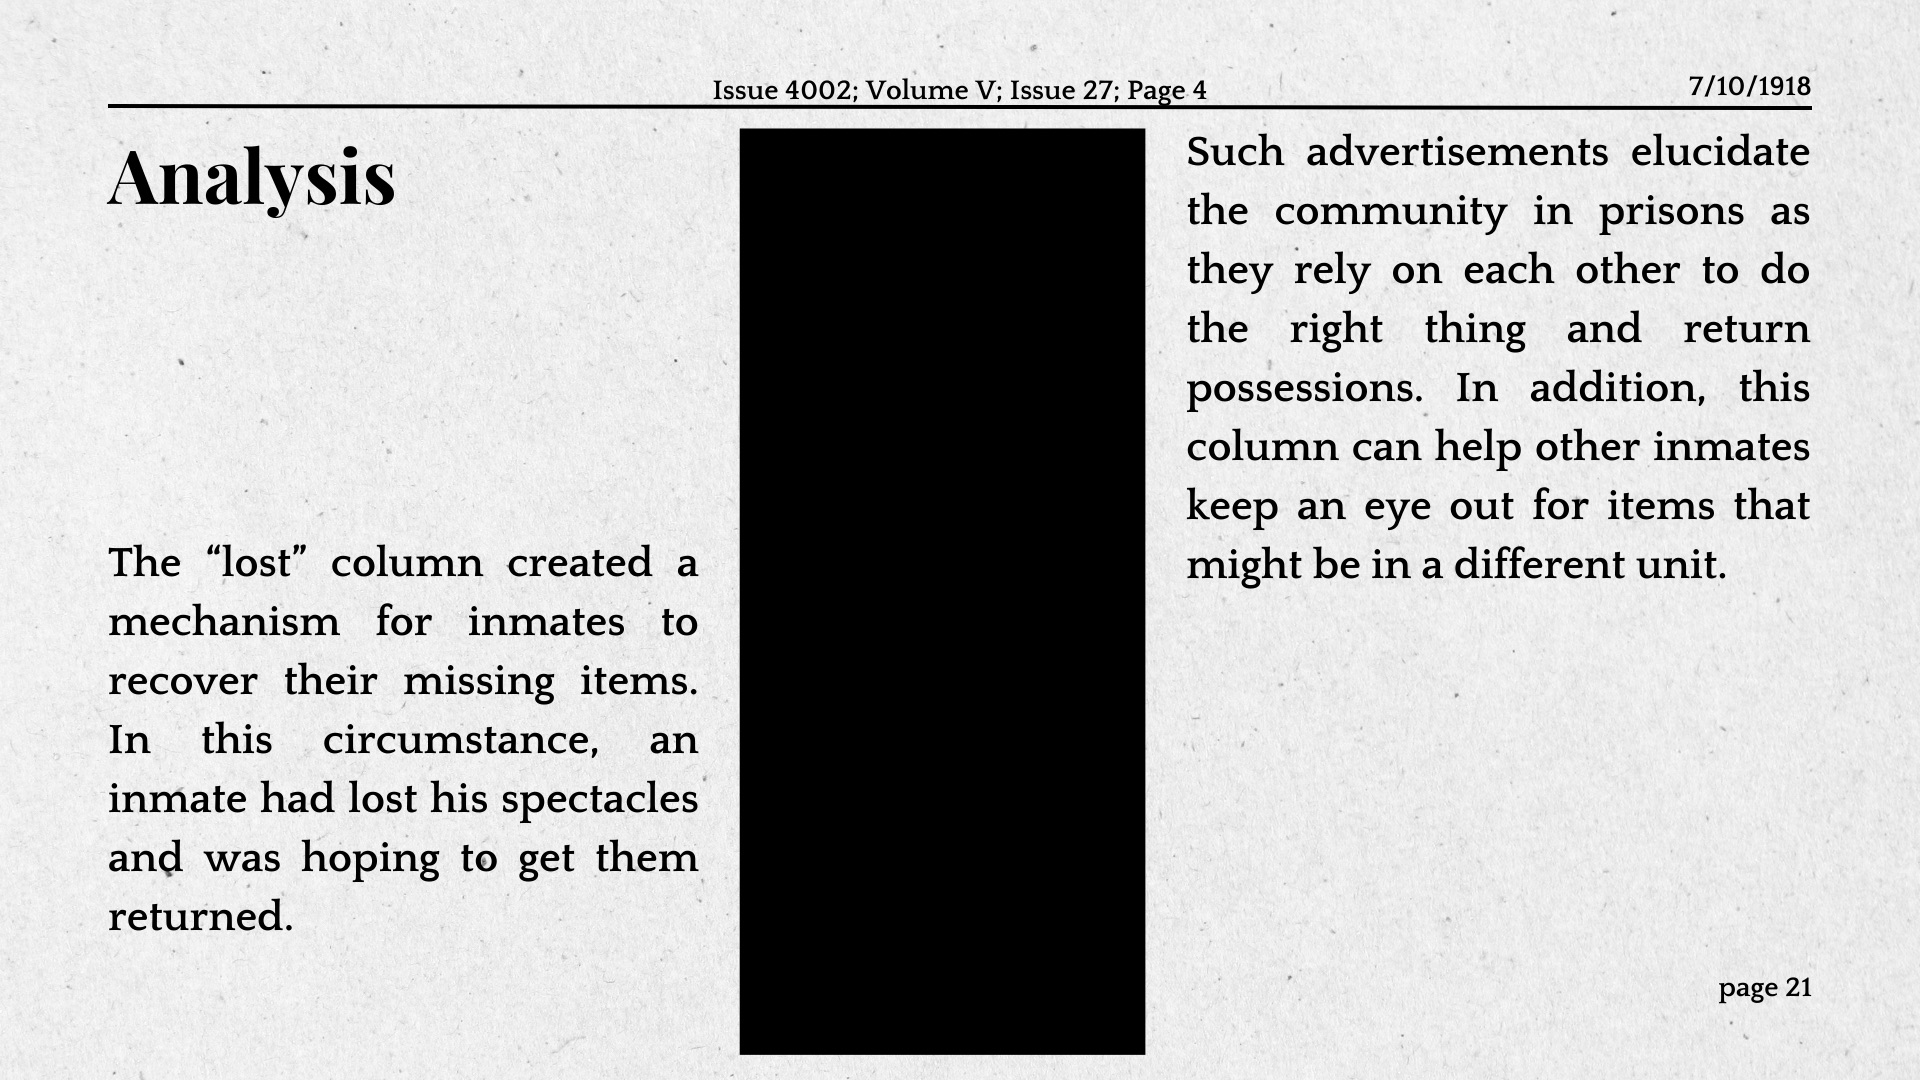 Issue 4002; Volume V; Issue 27; Page 4
7/10/1918
Analysis
The “lost” column created a
mechanism for inmates to
recover their missing items.
In this circumstance, an
inmate had lost his spectacles
and was hoping to get them
returned.
Such advertisements elucidate
the community in prisons as
they rely on each other to do
the right thing and return
possessions. In addition, this
column can help other inmates
keep an eye out for items that
might be in a different unit.
page 21